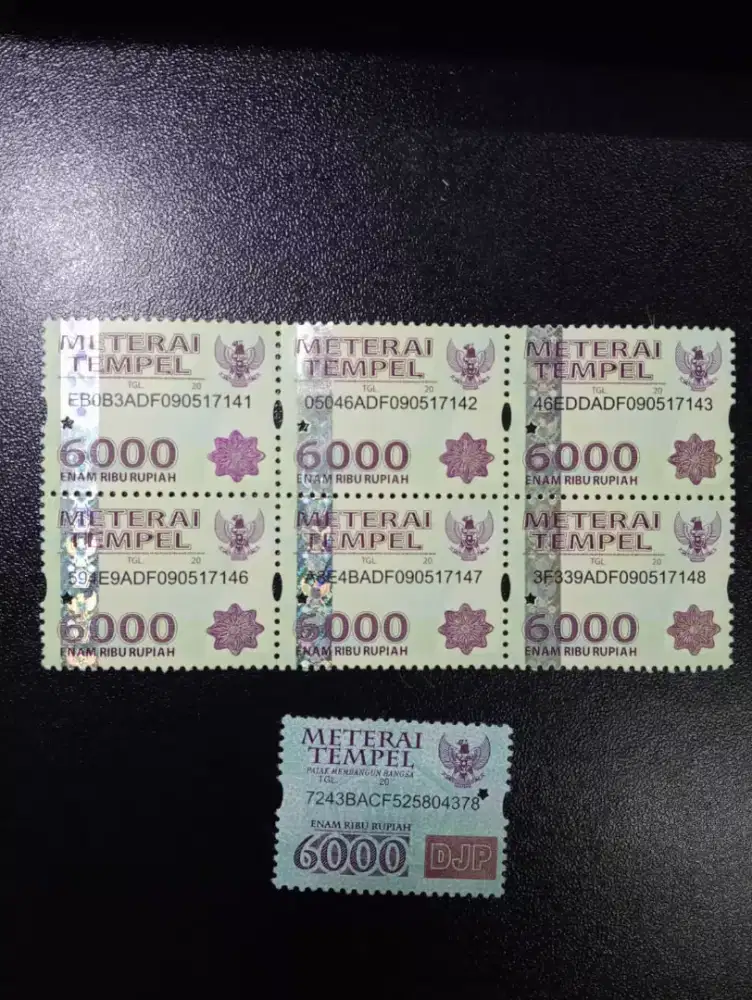 METERAI
TEMPEL
TGL. 20
EB0B3ADF090517141
6000
ENAM RIBU RUPIAH
METERAI
TEMPEL
TGL. 20
05046ADF090517142
6000
ENAM RIBU RUPIAH
METERAI
TEMPEL
TGL. 20
46EDDADF090517143
6000
ENAM RIBU RUPIAH
METERAI
TEMPEL
TGL. 20
594E9ADF090517146
6000
ENAM RIBU RUPIAH
METERAI
TEMPEL
TGL. 20
6000
ENAM RIBU RUPIAH
METERAI
TEMPEL
TGL. 20
3F339ADF090517148
6000
ENAM RIBU RUPIAH
METERAI
TEMPEL
PAJAK MEMBANGUN BANGSA
TGL. 20
7243BACF525804378
ENAM RIBU RUPIAH
6000 DJP